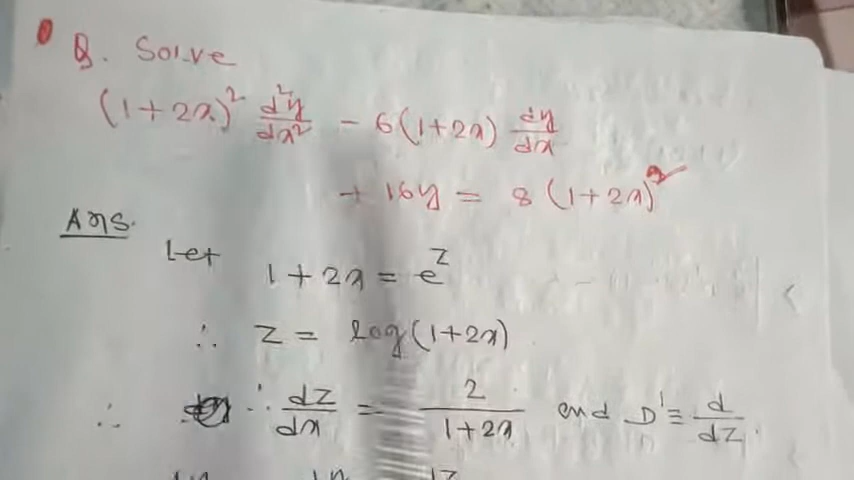 Q. Solve
(1+2x)² d²y/dx² - 6(1+2x) dy/dx
+ 16y = 8(1+2x)²
Ans.
Let 1+2x = e^z
∴ z = log(1+2x)
∴ ∴ dz/dx = 2/(1+2x) and D' ≡ d/dz.